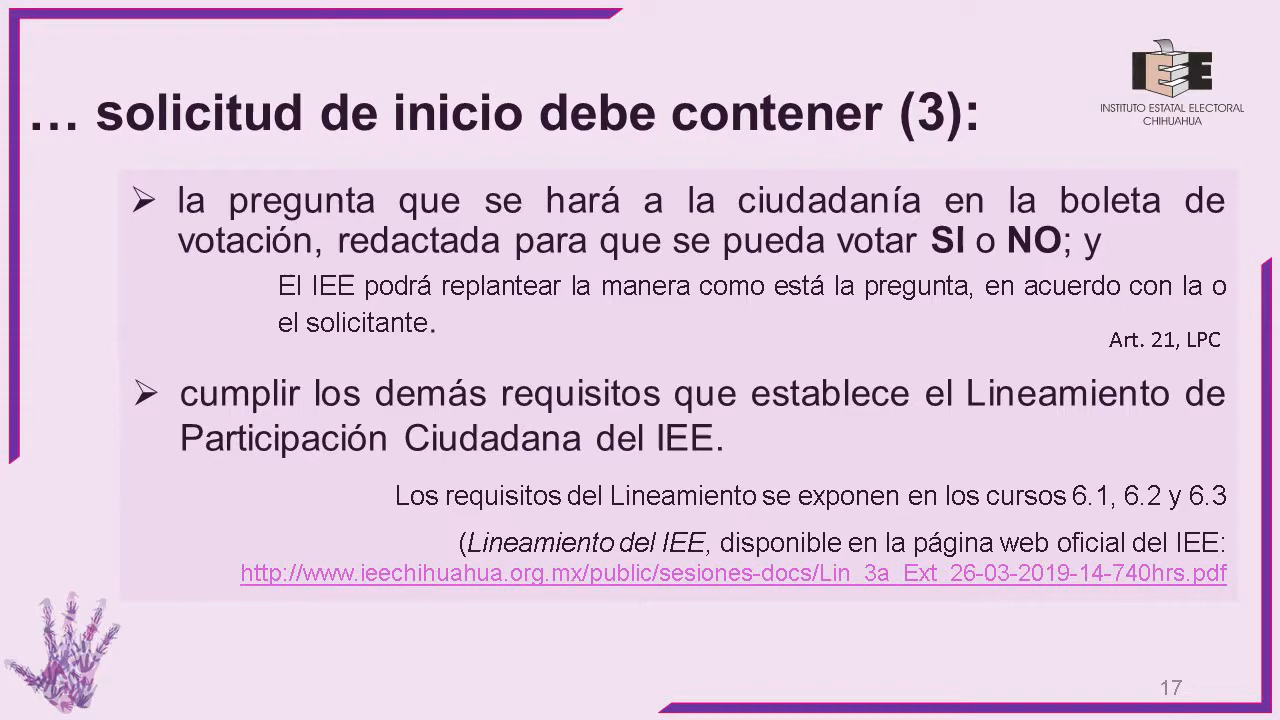 IEE
INSTITUTO ESTATAL ELECTORAL
CHIHUAHUA
… solicitud de inicio debe contener (3):
➢ la pregunta que se hará a la ciudadanía en la boleta de
votación, redactada para que se pueda votar SI o NO; y
El IEE podrá replantear la manera como está la pregunta, en acuerdo con la o
el solicitante.
Art. 21, LPC
➢ cumplir los demás requisitos que establece el Lineamiento de
Participación Ciudadana del IEE.
Los requisitos del Lineamiento se exponen en los cursos 6.1, 6.2 y 6.3
(Lineamiento del IEE, disponible en la página web oficial del IEE:
http://www.ieechihuahua.org.mx/public/sesiones-docs/Lin_3a_Ext_26-03-2019-14-740hrs.pdf
17